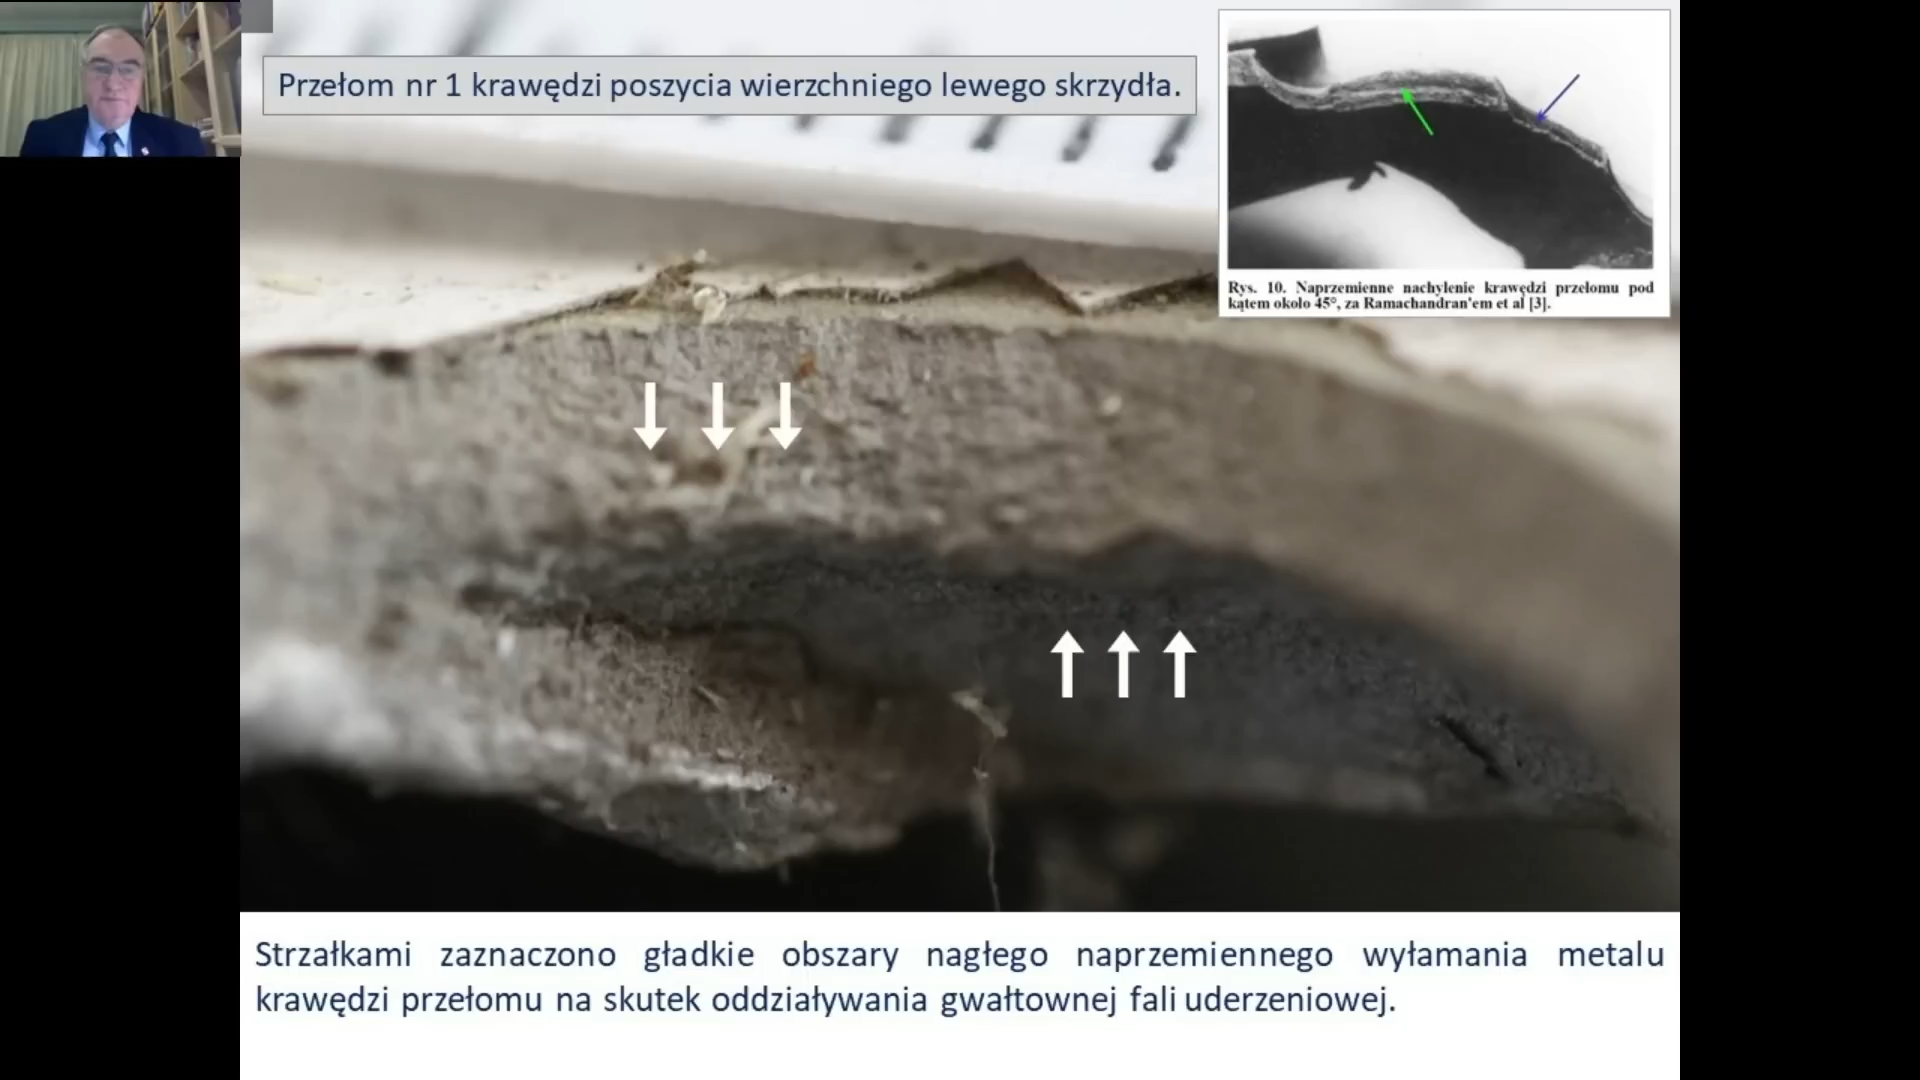 Przełom nr 1 krawędzi poszycia wierzchniego lewego skrzydła.
Rys. 10. Naprzemienne nachylenie krawędzi przełomu pod
kątem około 45°, za Ramachandran'em et al [3].
Strzałkami zaznaczono gładkie obszary nagłego naprzemiennego wyłamania metalu
krawędzi przełomu na skutek oddziaływania gwałtownej fali uderzeniowej.